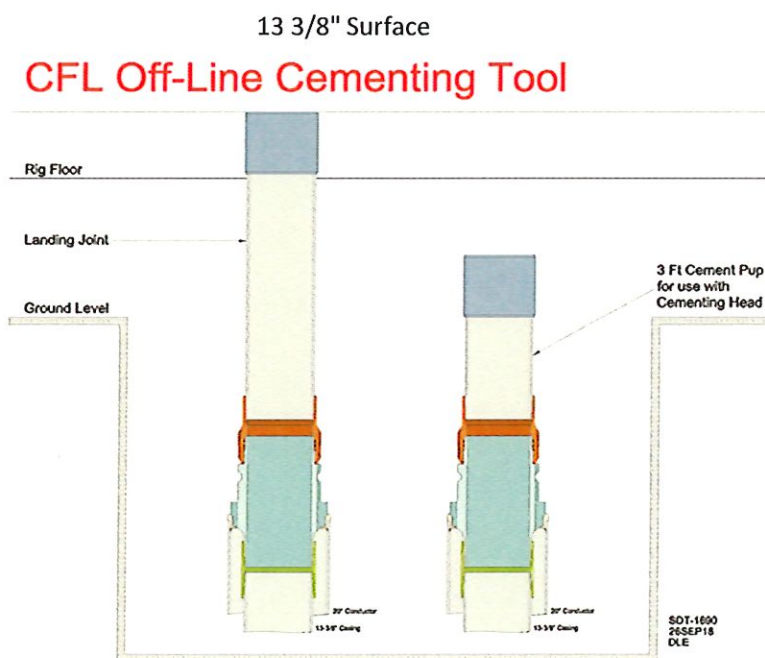 13 3/8" Surface
CFL Off-Line Cementing Tool
Rig Floor
Landing Joint
3 Ft Cement Pup
for use with
Cementing Head
Ground Level
20" Conductor
13-3/8" Casing
20" Conductor
13-3/8" Casing
SDT-1690
26SEP18
DLE